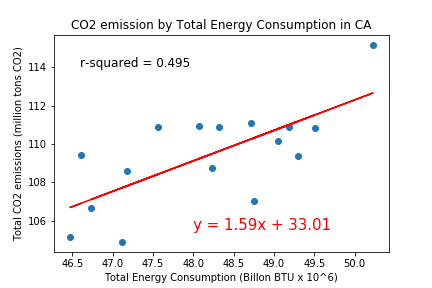 CO2 emission by Total Energy Consumption in CA
Total CO2 emissions (million tons CO2)
r-squared = 0.495
114
112
110
108
106
y = 1.59x + 33.01
46.5 47.0 47.5 48.0 48.5 49.0 49.5 50.0
Total Energy Consumption (Billon BTU x 10^6)